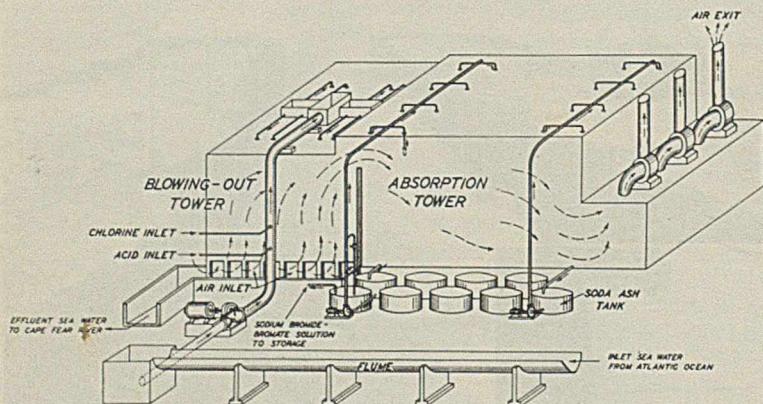 AIR EXIT
BLOWING-OUT
TOWER
ABSORPTION
TOWER
CHLORINE INLET
ACID INLET
AIR INLET
EFFLUENT SEA WATER
TO CAPE FEAR RIVER
SODIUM BROMIDE-
BROMATE SOLUTION
TO STORAGE
SODA ASH
TANK
FLUME
INLET SEA WATER
FROM ATLANTIC OCEAN